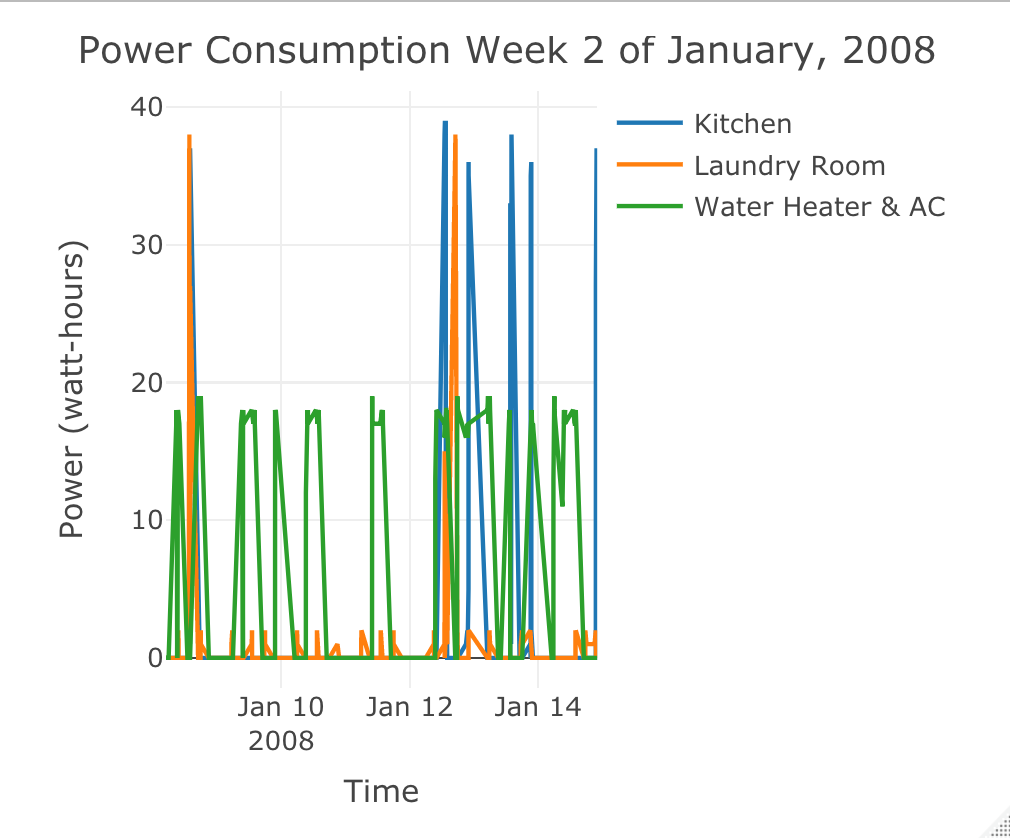 Power Consumption Week 2 of January, 2008
40
30
20
10
0
Power (watt-hours)
Kitchen
Laundry Room
Water Heater & AC
Jan 10 Jan 12 Jan 14
2008
Time